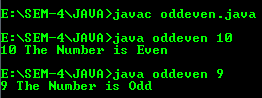 E:\SEM-4\JAVA>javac oddeven.java
E:\SEM-4\JAVA>java oddeven 10
10 The Number is Even
E:\SEM-4\JAVA>java oddeven 9
9 The Number is Odd